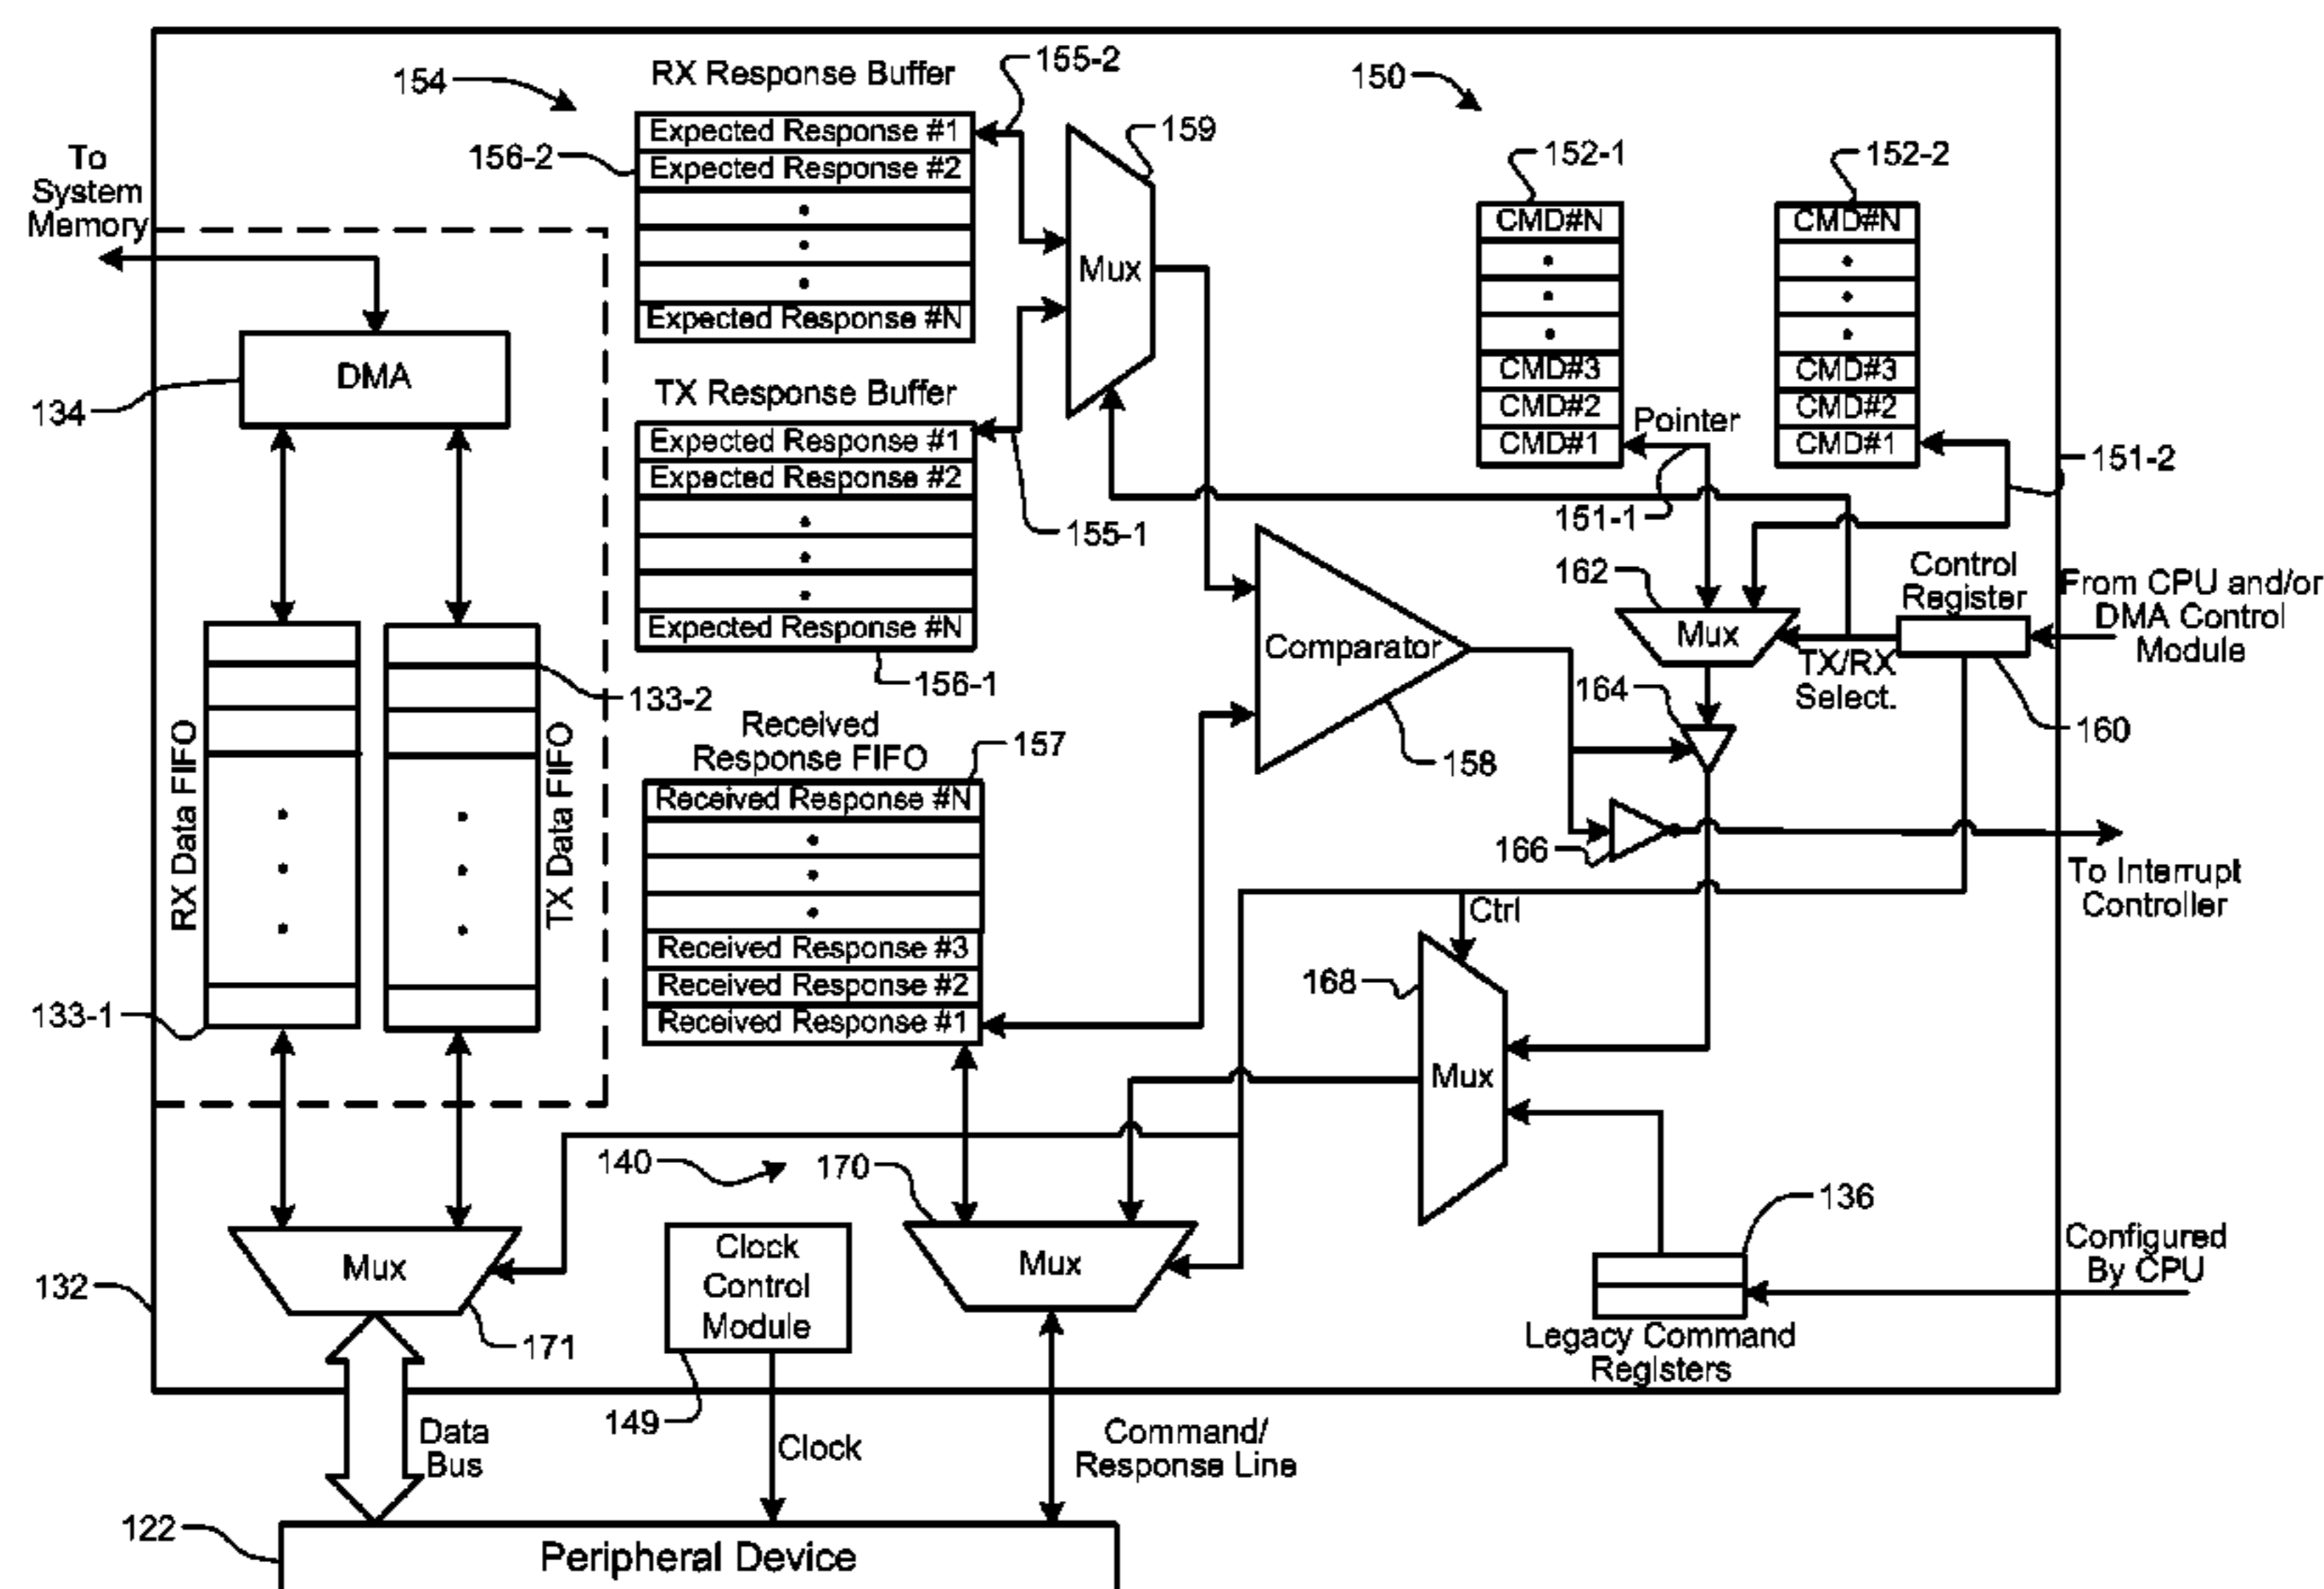 154
RX Response Buffer
155-2
150
159
152-1
152-2
To
System
Memory
156-2
Expected Response #1
Expected Response #2
Expected Response #N
Mux
CMD#N
CMD#3
CMD#2
CMD#1
CMD#N
CMD#3
CMD#2
CMD#1
Pointer
151-1
151-2
DMA
134
TX Response Buffer
Expected Response #1
Expected Response #2
Expected Response #N
155-1
156-1
162
Mux
Control
Register
From CPU and/or
DMA Control
Module
TX/RX
Select.
160
164
Comparator
158
166
To Interrupt
Controller
133-2
RX Data FIFO
TX Data FIFO
133-1
Received
Response FIFO
157
Received Response #N
Received Response #3
Received Response #2
Received Response #1
Ctrl
168
Mux
140
170
136
Mux
171
132
Clock
Control
Module
149
Mux
Configured
By CPU
Legacy Command
Registers
Data
Bus
Clock
Command/
Response Line
122
Peripheral Device